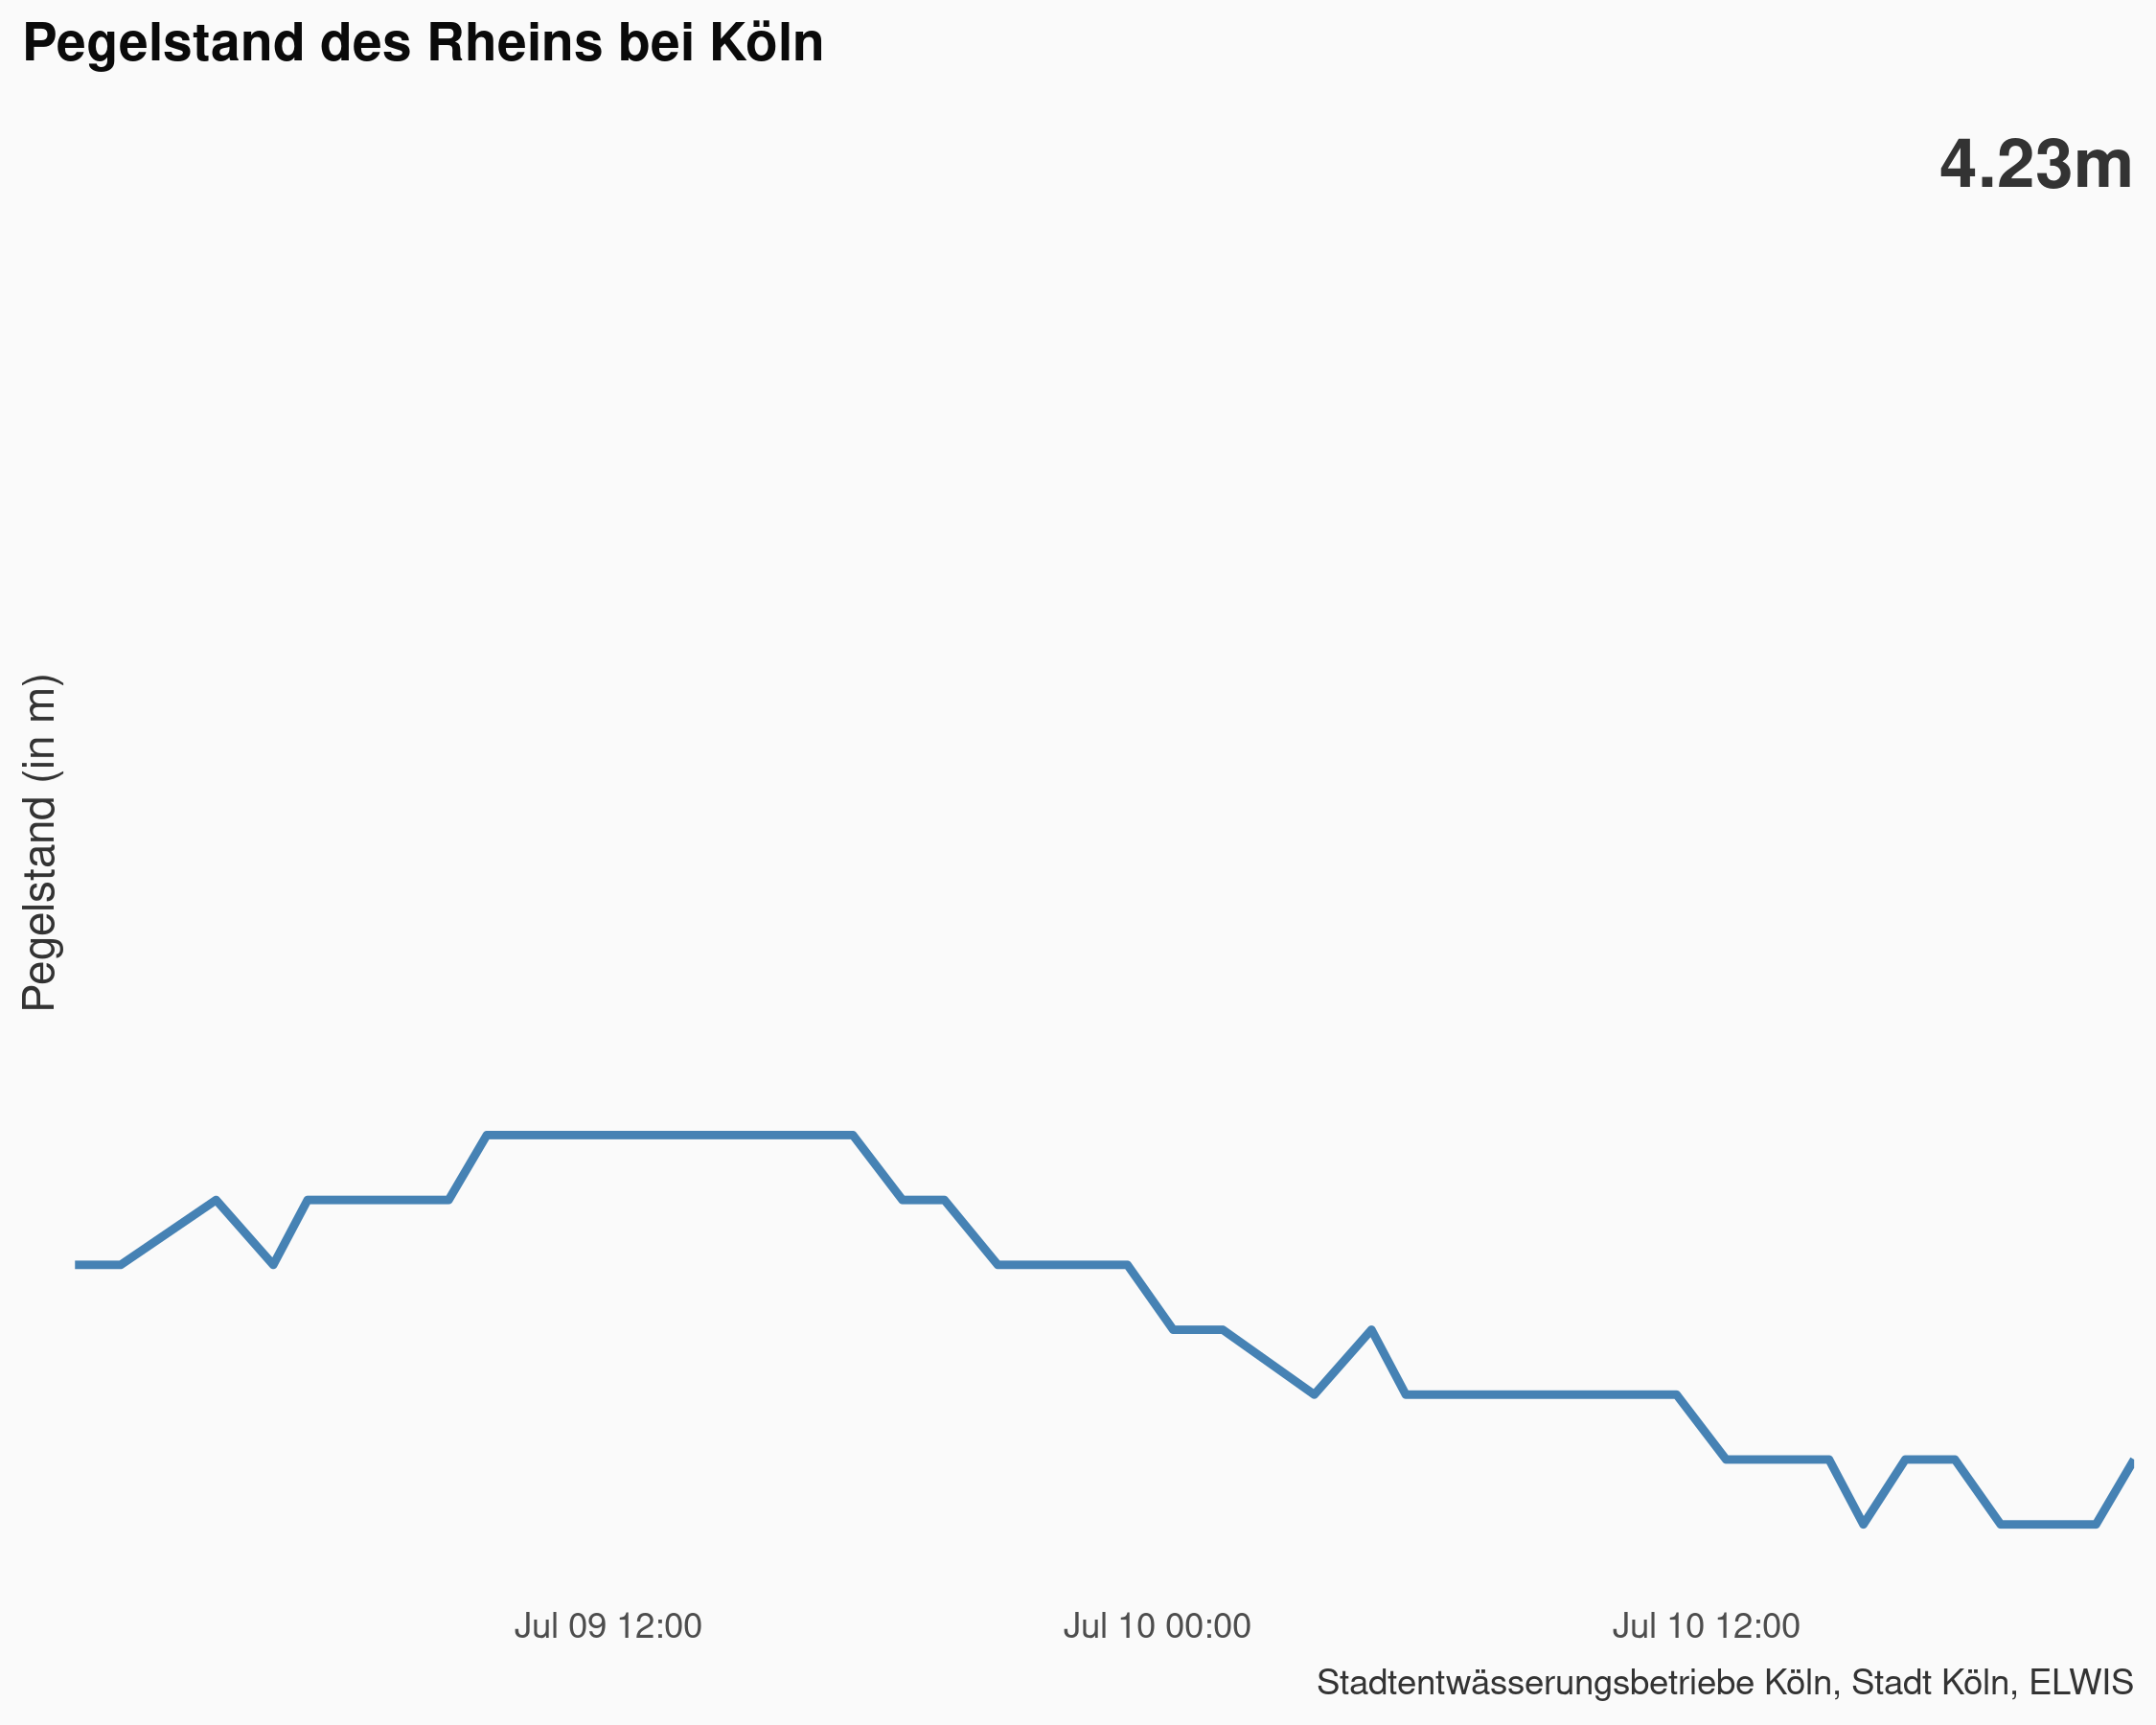 Pegelstand des Rheins bei Köln
4.23m
Pegelstand (in m)
Jul 09 12:00
Jul 10 00:00
Jul 10 12:00
Stadtentwässerungsbetriebe Köln, Stadt Köln, ELWIS